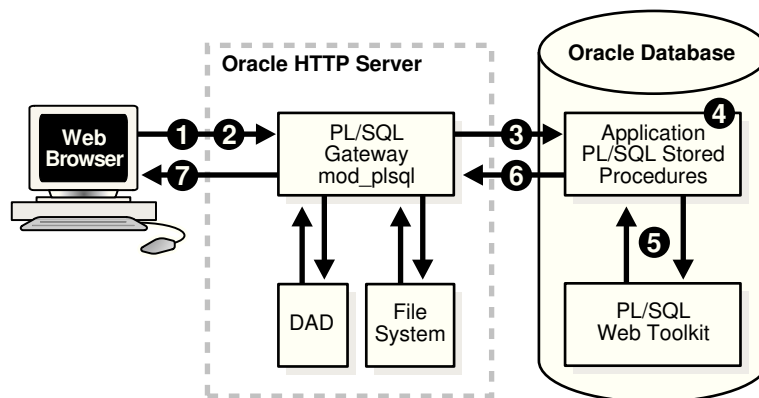 Oracle Database
Oracle HTTP Server
Web
Browser
1
2
PL/SQL
Gateway
mod_plsql
3
4
Application
PL/SQL Stored
Procedures
7
6
5
DAD
File
System
PL/SQL
Web Toolkit